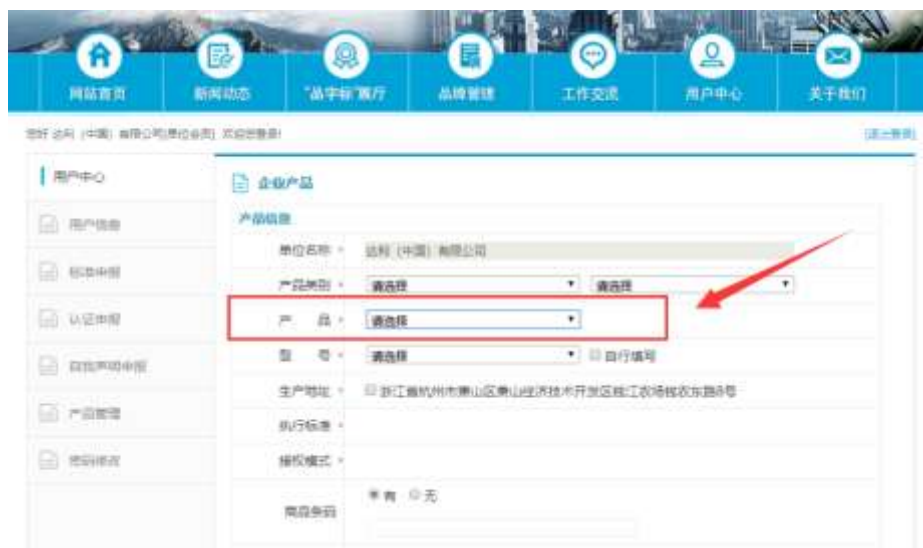 网站首页 新闻动态 "品字标"展厅 品牌管理 工作交流 用户中心 关于我们
您好 达利（中国）有限公司[单位会员] 欢迎您登录! [退出登录]
用户中心
企业产品
用户信息
产品信息
单位名称 * 达利（中国）有限公司
标准申报
产品类别 * 请选择 请选择
认证申报
产 品 * 请选择
型 号 * 请选择 自行填写
自我声明申报
生产地址 * 浙江省杭州市萧山区萧山经济技术开发区桥江农场桥农东路8号
产品管理
执行标准 *
密码修改
授权模式 *
有 无
商品条码